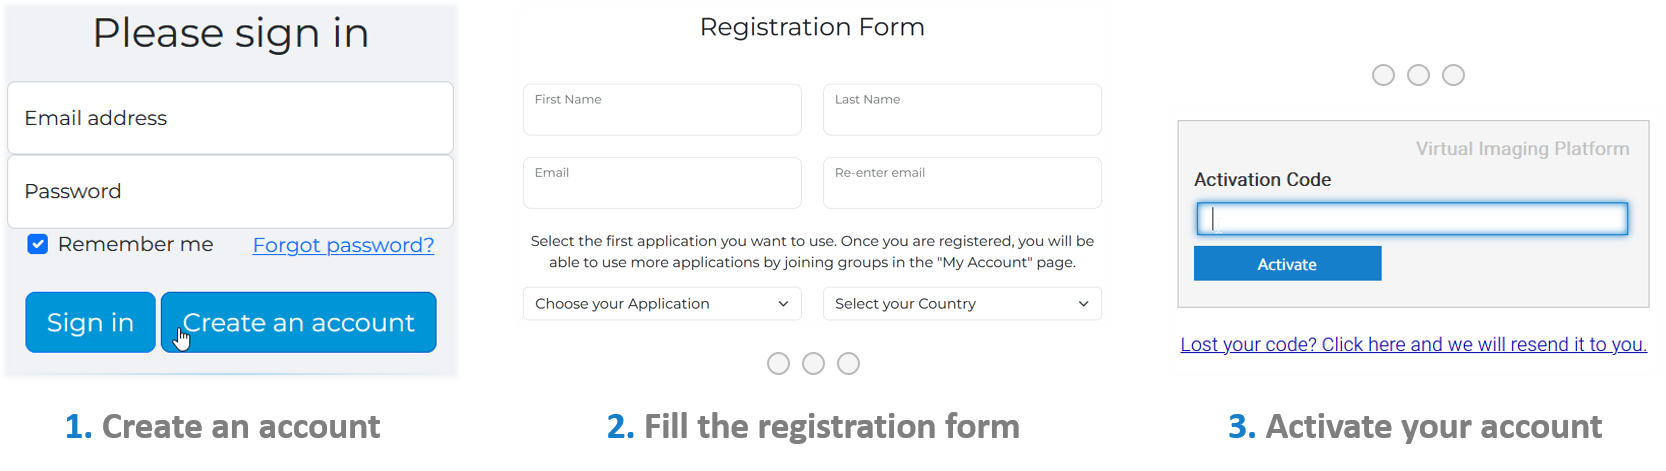 Please sign in
Email address
Password
Remember me
Forgot password?
Sign in
Create an account
1. Create an account
Registration Form
First Name
Last Name
Email
Re-enter email
Select the first application you want to use. Once you are registered, you will be
able to use more applications by joining groups in the "My Account" page.
Choose your Application
Select your Country
2. Fill the registration form
Virtual Imaging Platform
Activation Code
Activate
Lost your code? Click here and we will resend it to you.
3. Activate your account